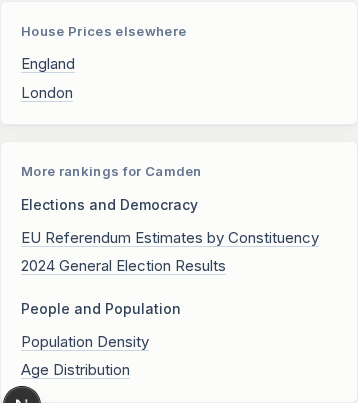 House Prices elsewhere
England
London
More rankings for Camden
Elections and Democracy
EU Referendum Estimates by Constituency
2024 General Election Results
People and Population
Population Density
Age Distribution